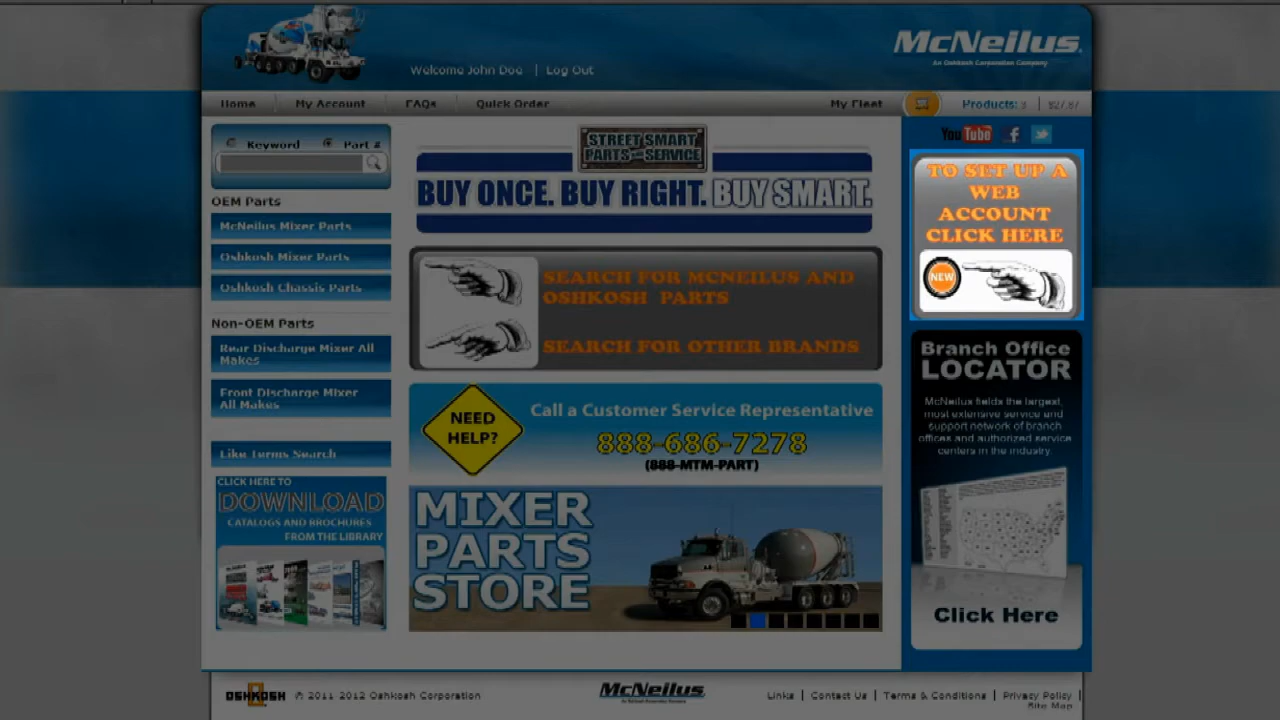 McNeilus
An Oshkosh Corporation Company
Welcome John Doe | Log Out
Home
My Account
FAQs
Quick Order
My Fleet
Products: 3 | $27.87
Keyword
Part #
OEM Parts
McNeilus Mixer Parts
Oshkosh Mixer Parts
Oshkosh Chassis Parts
Non-OEM Parts
Rear Discharge Mixer All
Makes
Front Discharge Mixer
All Makes
Like Terms Search
CLICK HERE TO
DOWNLOAD
CATALOGS AND BROCHURES
FROM THE LIBRARY
STREET SMART
PARTS AND SERVICE
BUY ONCE. BUY RIGHT. BUY SMART.
SEARCH FOR MCNEILUS AND
OSHKOSH PARTS
SEARCH FOR OTHER BRANDS
NEED
HELP?
Call a Customer Service Representative
888-686-7278
(888-MTM-PART)
MIXER
PARTS
STORE
YouTube
TO SET UP A
WEB
ACCOUNT
CLICK HERE
NEW
Branch Office
LOCATOR
McNeilus fields the largest,
most extensive service and
support network of branch
offices and authorized service
centers in the industry.
Click Here
OSHKOSH © 2011-2012 Oshkosh Corporation
McNeilus
Links | Contact Us | Terms & Conditions | Privacy Policy |
Site Map